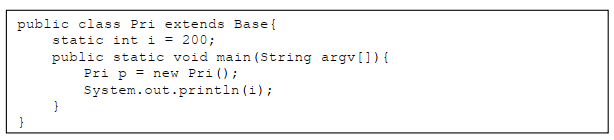 public class Pri extends Base{
    static int i = 200;
    public static void main(String argv[]){
        Pri p = new Pri();
        System.out.println(i);
    }
}